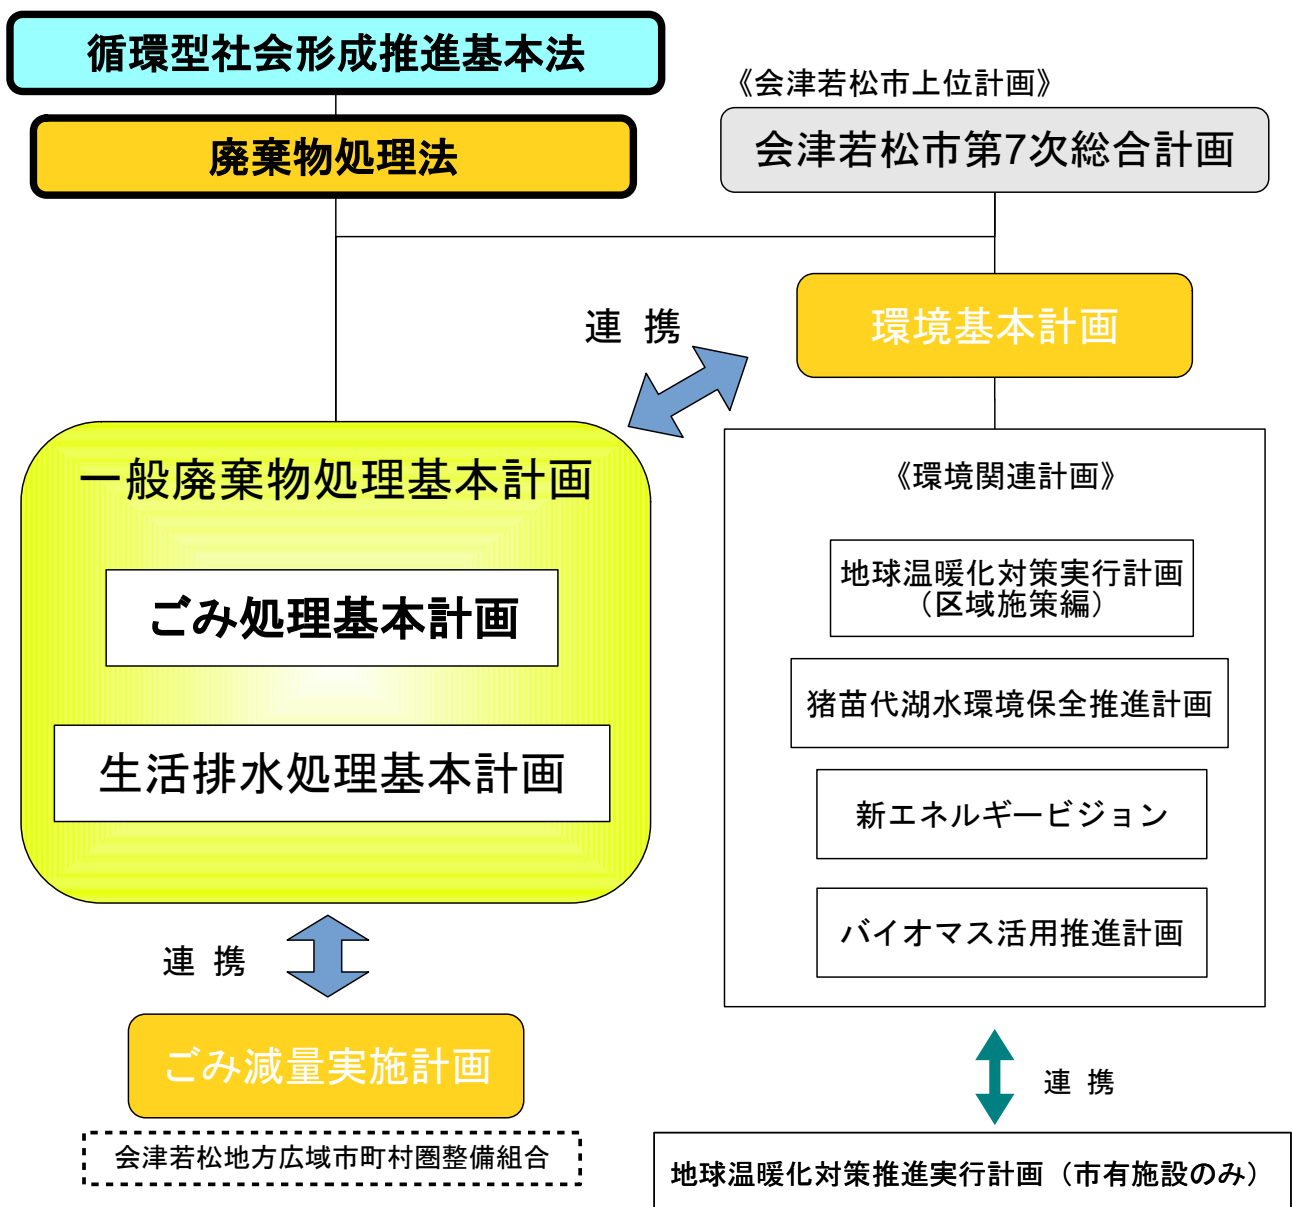 循環型社会形成推進基本法
廃棄物処理法
《会津若松市上位計画》
会津若松市第7次総合計画
連 携
環境基本計画
一般廃棄物処理基本計画
ごみ処理基本計画
生活排水処理基本計画
《環境関連計画》
地球温暖化対策実行計画
（区域施策編）
猪苗代湖水環境保全推進計画
新エネルギービジョン
バイオマス活用推進計画
連 携
ごみ減量実施計画
会津若松地方広域市町村圏整備組合
連 携
地球温暖化対策推進実行計画（市有施設のみ）